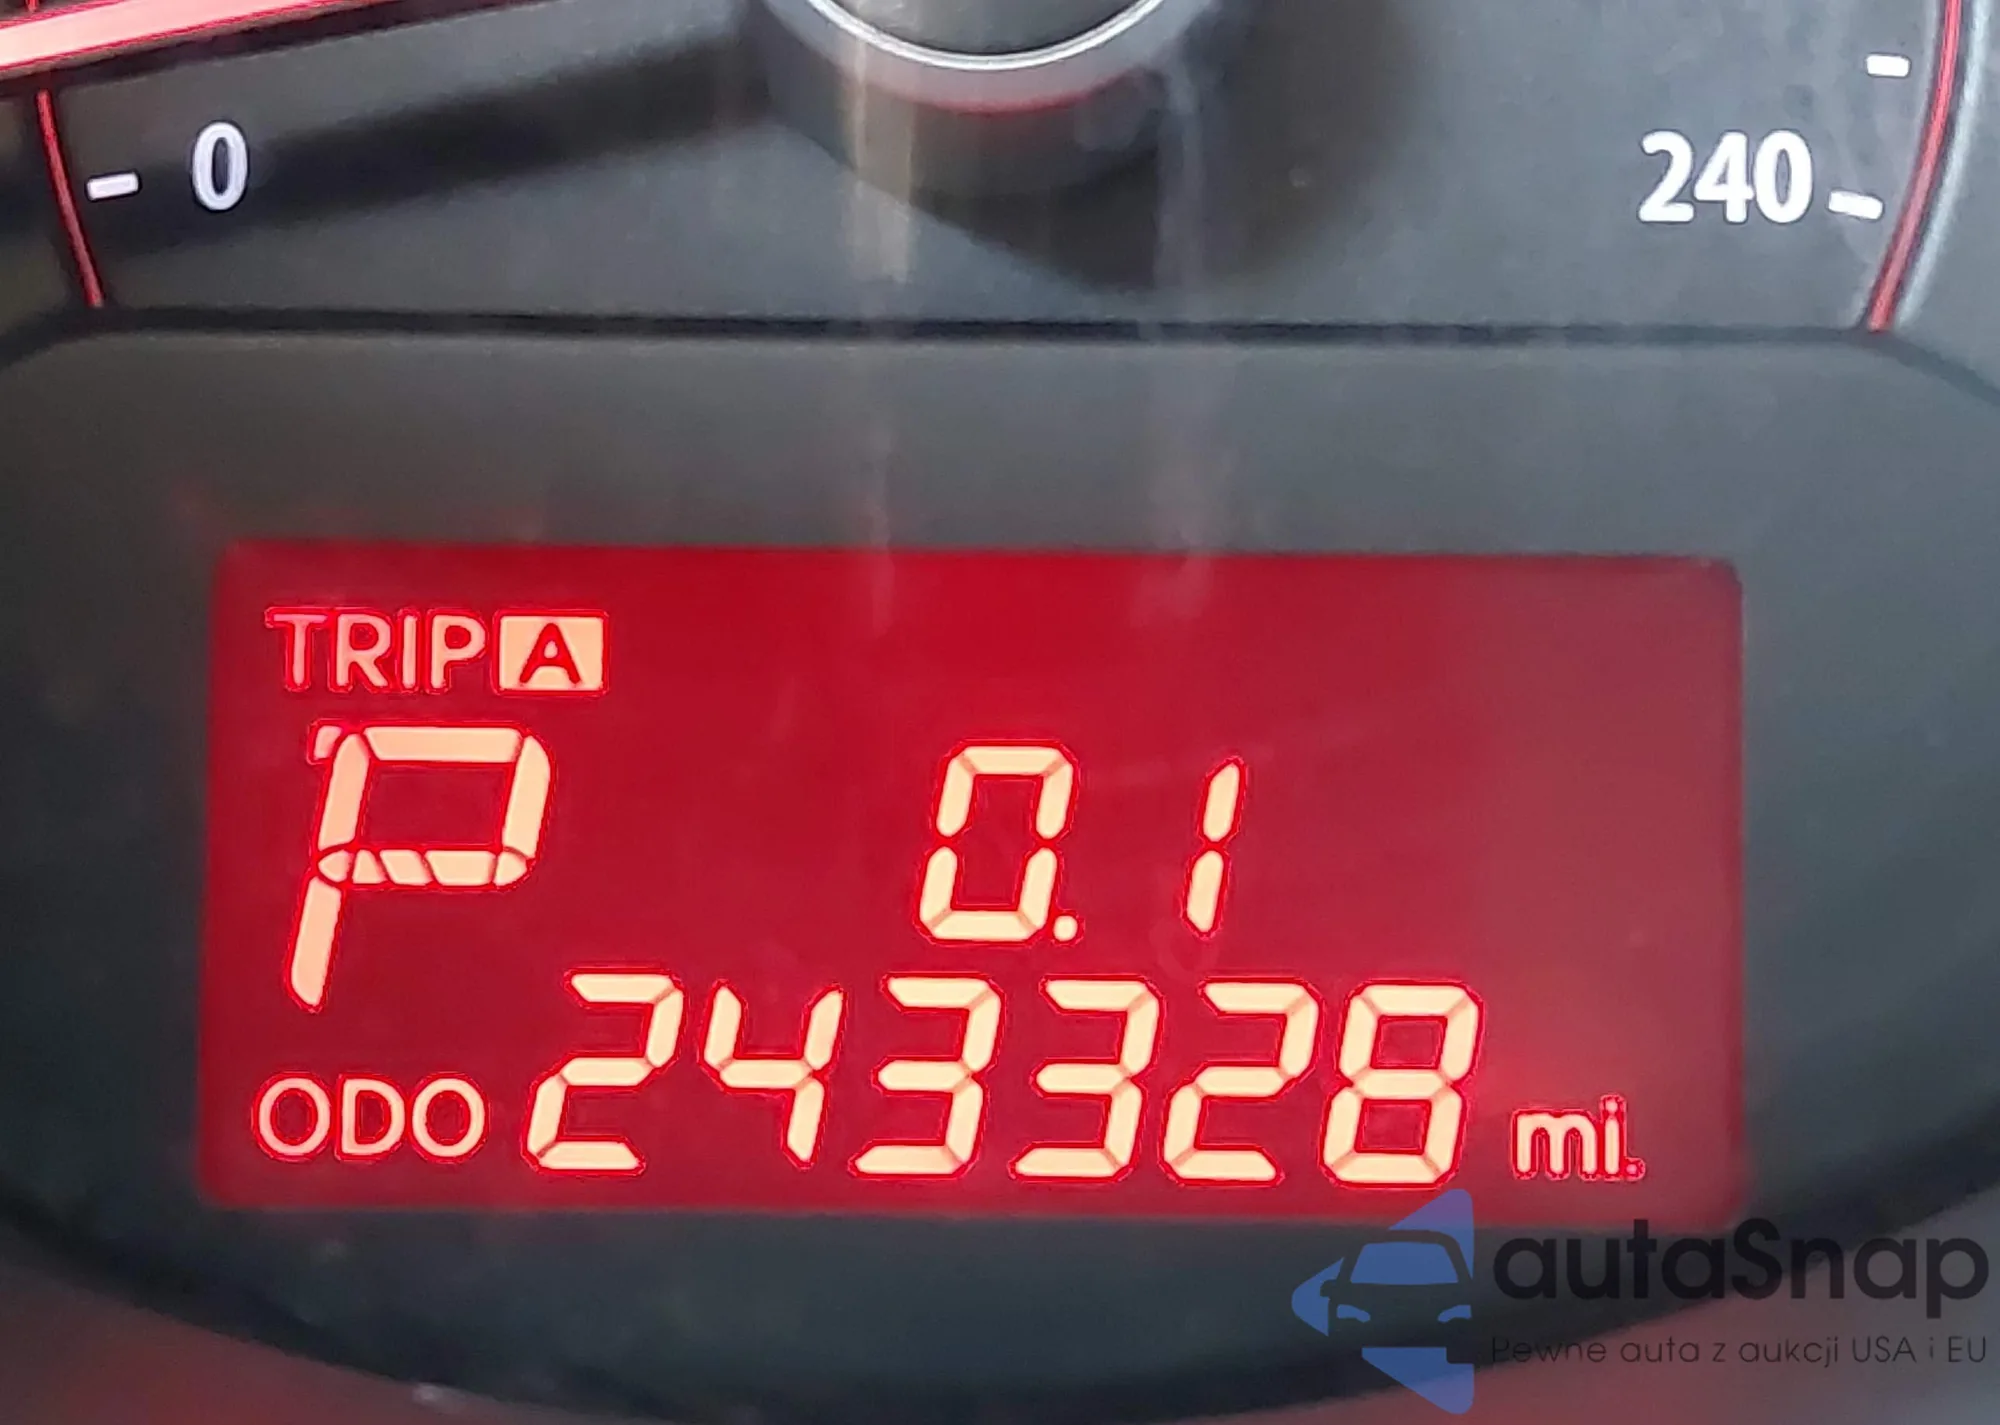 0
240
TRIP A
P 0.1
ODO 243328 mi.
autaSnap
Pewne auta z aukcji USA i EU